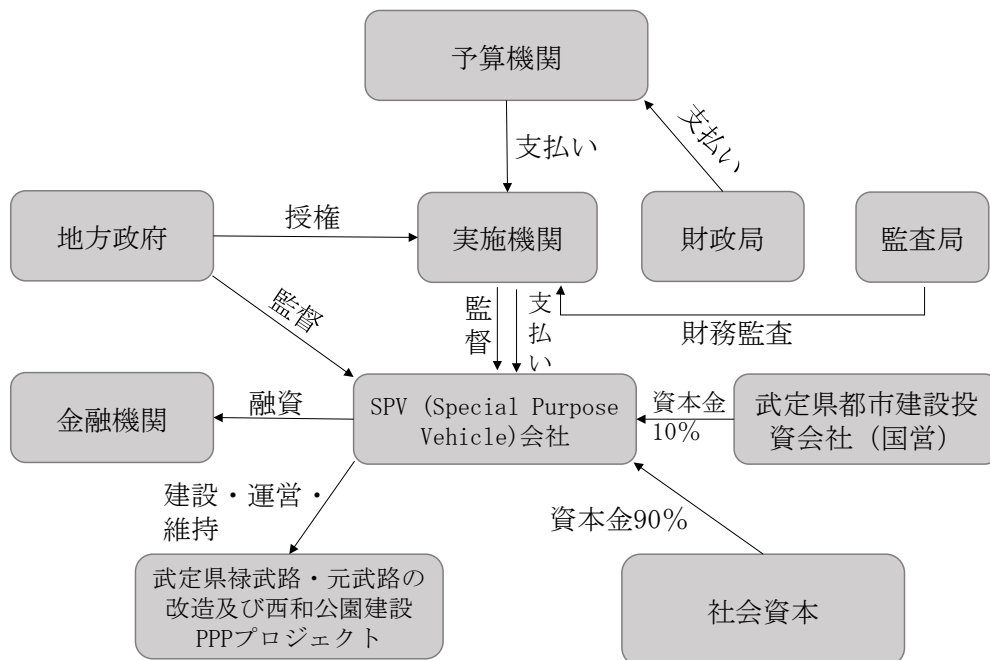 予算機関
支払い
支払い
地方政府
授権
実施機関
財政局
監査局
監督
監督
支払い
財務監査
金融機関
融資
SPV (Special Purpose
Vehicle)会社
資本金
10%
武定県都市建設投
資会社（国営）
建設・運営・
維持
資本金90%
武定県禄武路・元武路の
改造及び西和公園建設
PPPプロジェクト
社会資本